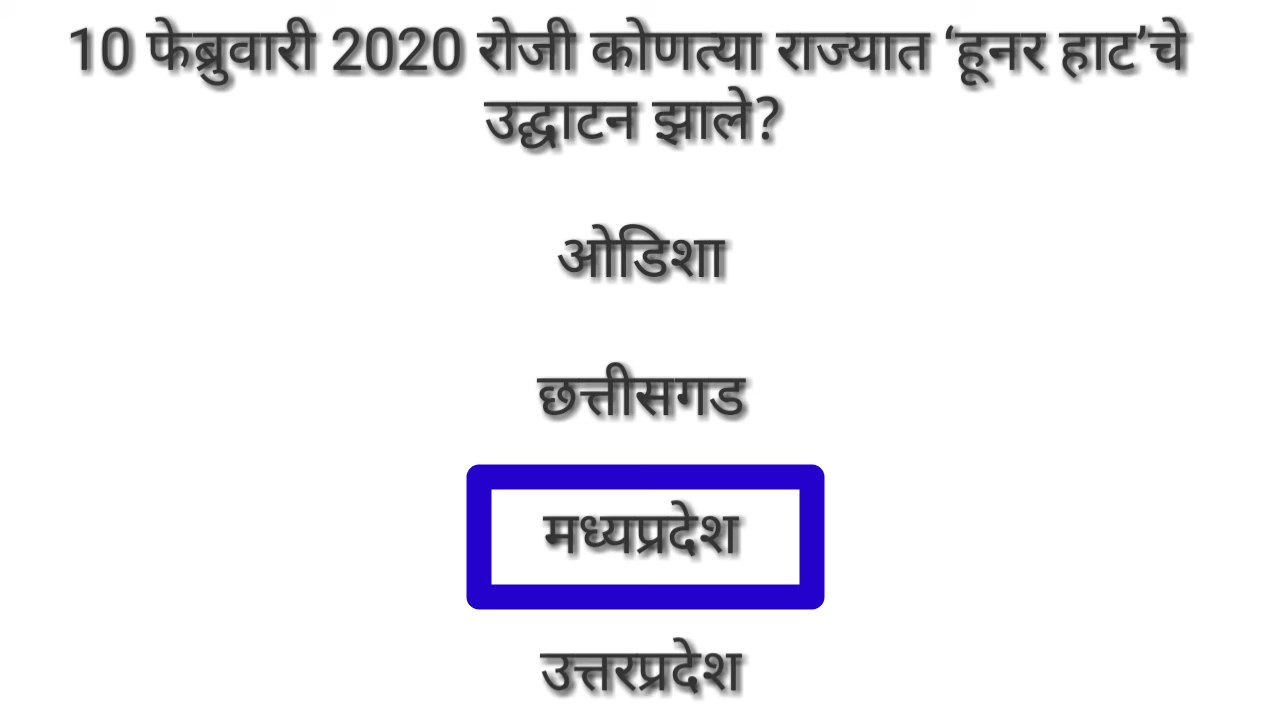 10 फेब्रुवारी 2020 रोजी कोणत्या राज्यात ‘हूनर हाट’चे
उद्घाटन झाले?
ओडिशा
छत्तीसगड
मध्यप्रदेश
उत्तरप्रदेश